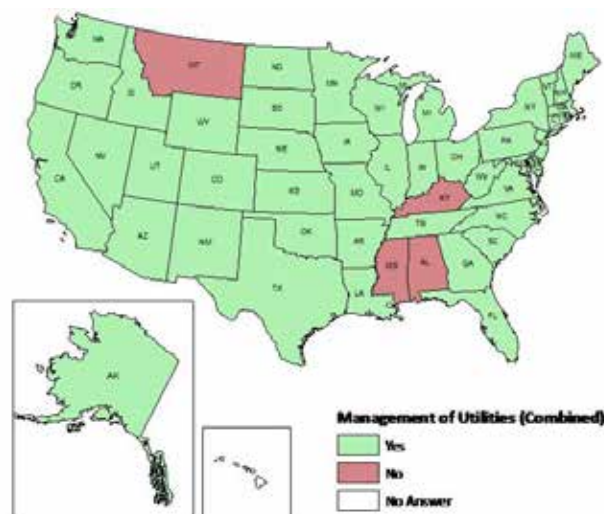 WA
MT
ND
MN
ME
OR
ID
SD
WI
MI
NY
WY
IA
PA
NE
NV
UT
CO
IL
IN
OH
WV
VA
CA
KS
MO
KY
NC
TN
AZ
NM
OK
AR
SC
MS
AL
GA
TX
LA
FL
AK
Management of Utilities (Combined)
Yes
No
No Answer